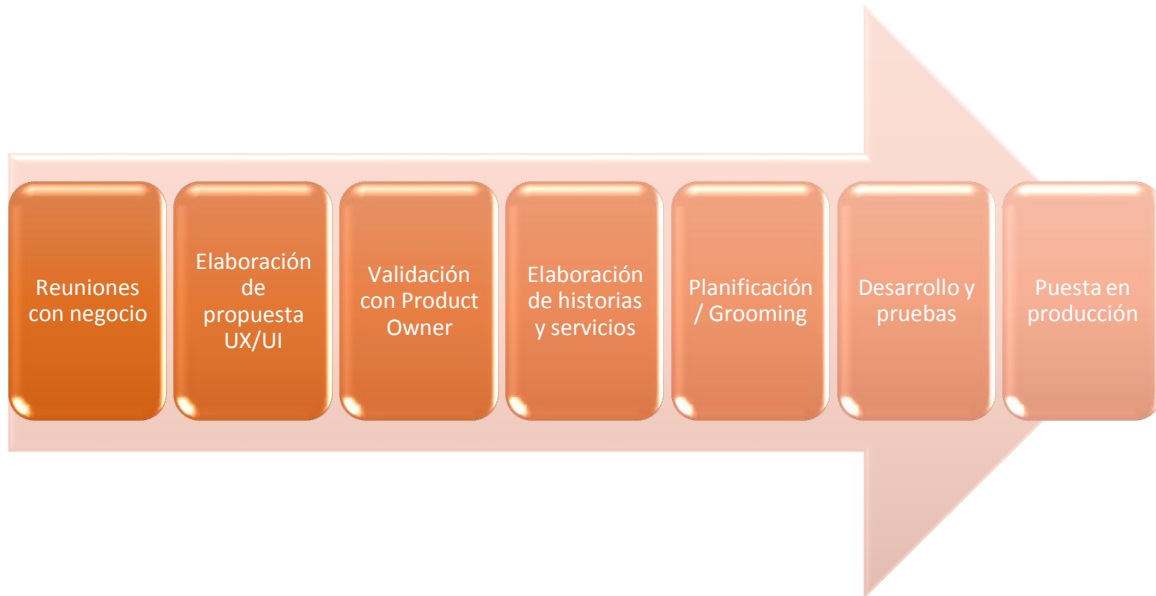 Reuniones
con negocio
Elaboración
de
propuesta
UX/UI
Validación
con Product
Owner
Elaboración
de historias
y servicios
Planificación
/ Grooming
Desarrollo y
pruebas
Puesta en
producción